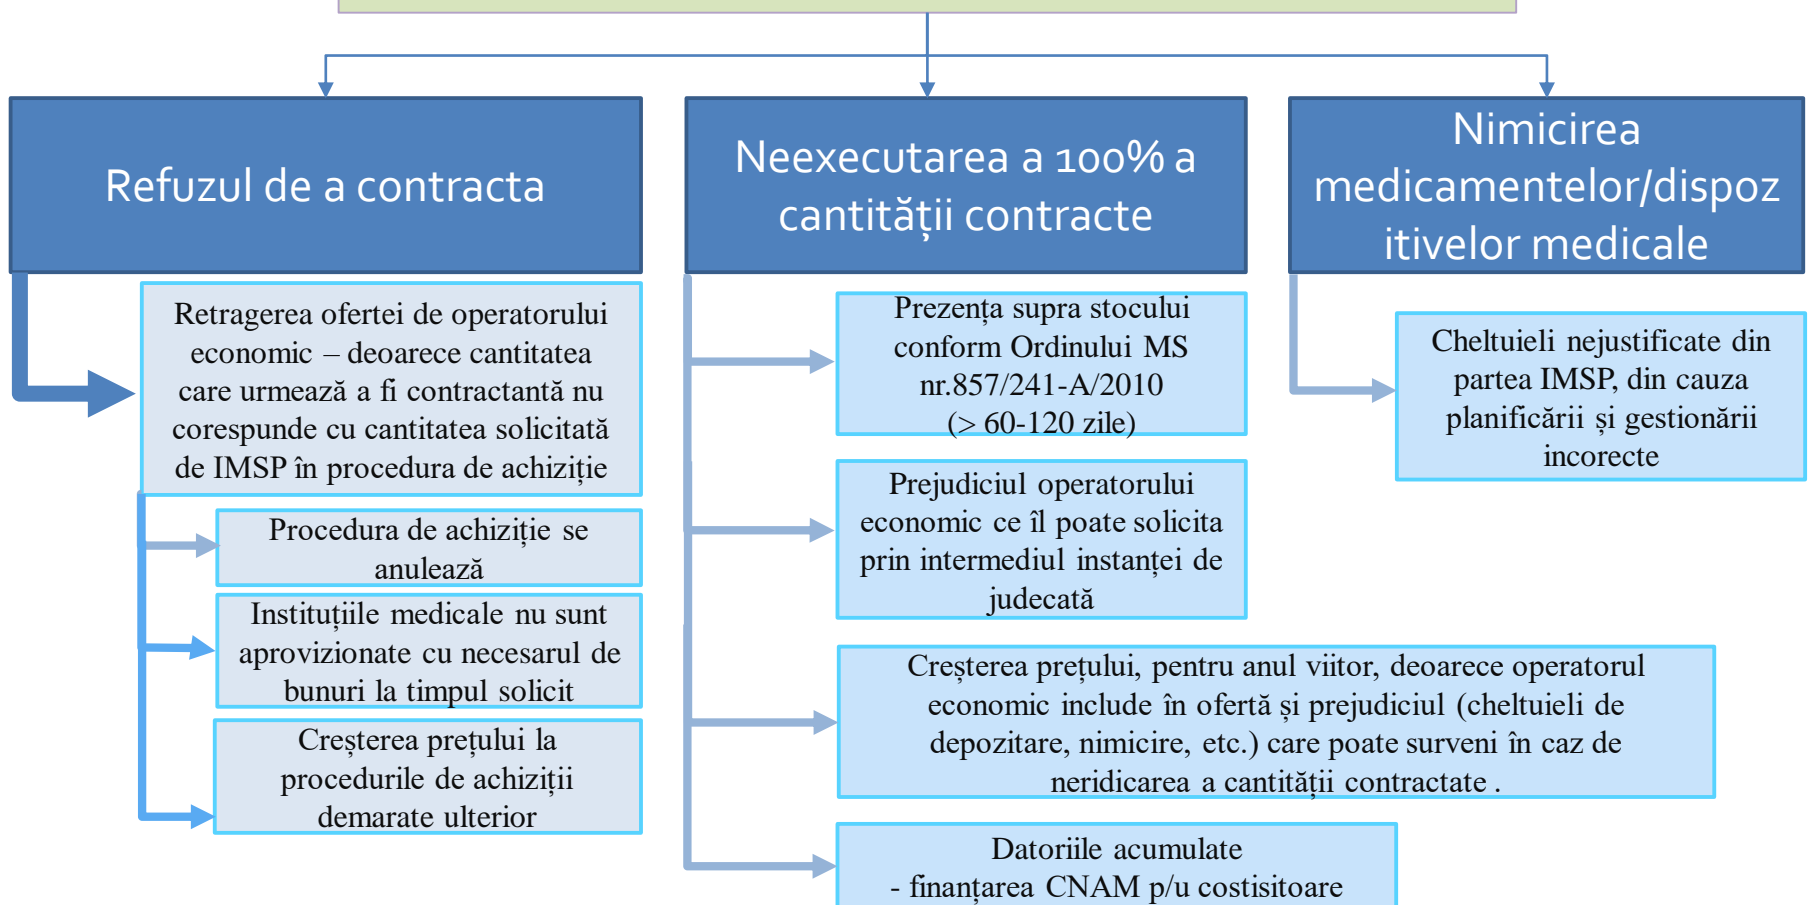 Refuzul de a contracta
Retragerea ofertei de operatorului
economic – deoarece cantitatea
care urmează a fi contractantă nu
corespunde cu cantitatea solicitată
de IMSP în procedura de achiziție
Procedura de achiziție se
anulează
Instituțiile medicale nu sunt
aprovizionate cu necesarul de
bunuri la timpul solicit
Creșterea prețului la
procedurile de achiziții
demarate ulterior
Neexecutarea a 100% a
cantității contracte
Prezența supra stocului
conform Ordinului MS
nr.857/241-A/2010
(> 60-120 zile)
Prejudiciul operatorului
economic ce îl poate solicita
prin intermediul instanței de
judecată
Creșterea prețului, pentru anul viitor, deoarece operatorul
economic include în ofertă și prejudiciul (cheltuieli de
depozitare, nimicire, etc.) care poate surveni în caz de
neridicarea a cantității contractate .
Datoriile acumulate
- finanțarea CNAM p/u costisitoare
Nimicirea
medicamentelor/dispoz
itivelor medicale
Cheltuieli nejustificate din
partea IMSP, din cauza
planificării și gestionării
incorecte